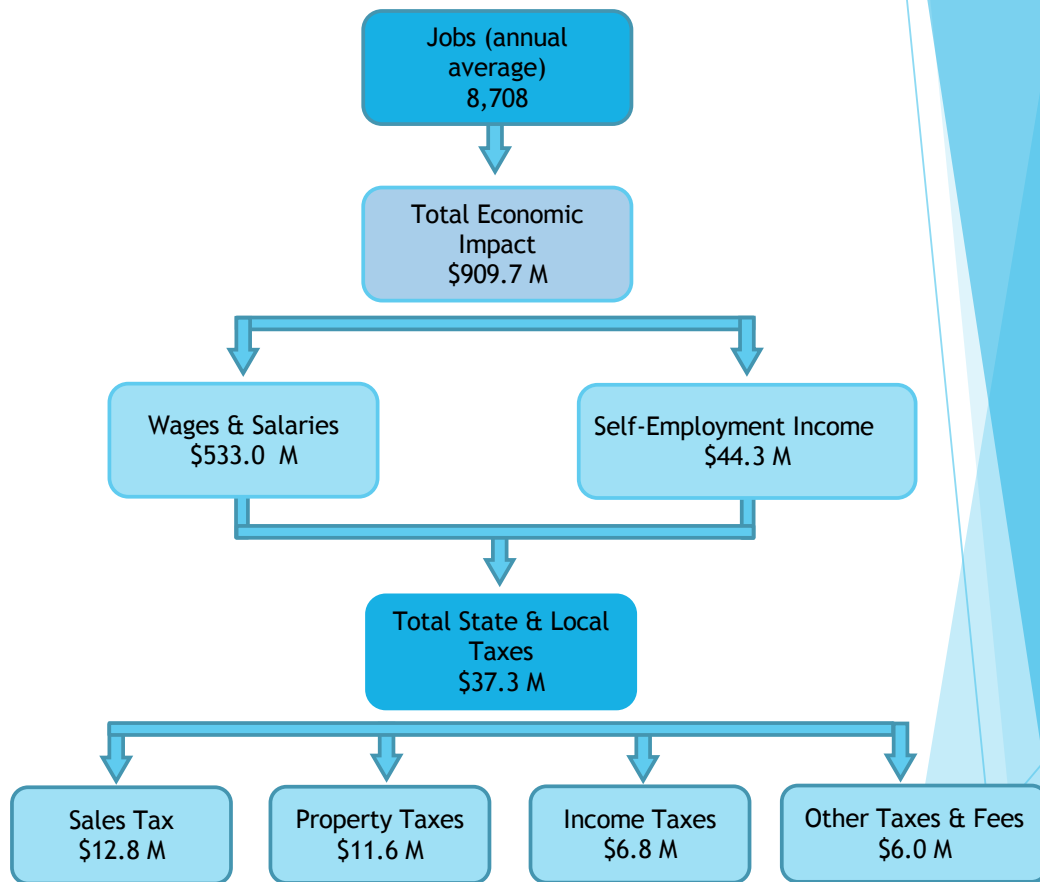 Jobs (annual
average)
8,708
Total Economic
Impact
$909.7 M
Wages & Salaries
$533.0  M
Self-Employment Income
$44.3 M
Total State & Local
Taxes
$37.3 M
Sales Tax
$12.8 M
Property Taxes
$11.6 M
Income Taxes
$6.8 M
Other Taxes & Fees
$6.0 M